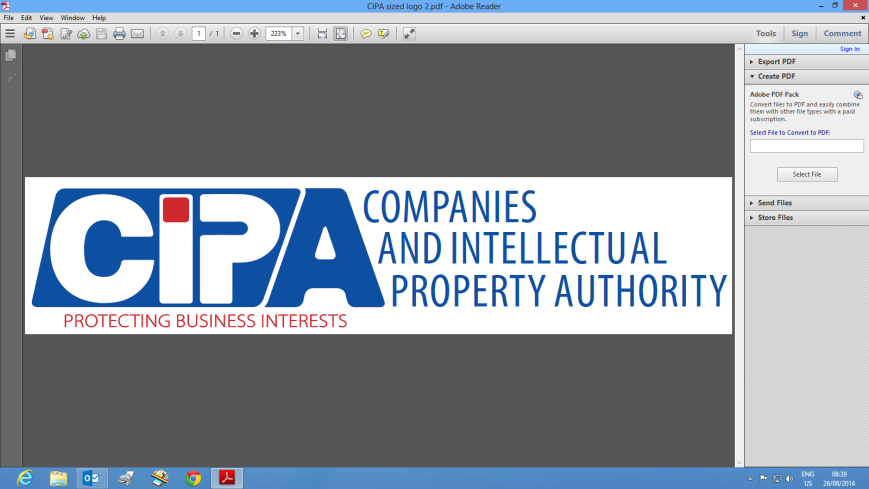 CIPA sized logo 2.pdf - Adobe Reader
File Edit View Window Help
1 / 1 223% Tools Sign Comment
Sign In
Export PDF
Create PDF
Adobe PDF Pack
Convert files to PDF and easily combine
them with other file types with a paid
subscription.
Select File to Convert to PDF:
Select File
Send Files
Store Files
CiPA
COMPANIES
AND INTELLECTUAL
PROPERTY AUTHORITY
PROTECTING BUSINESS INTERESTS
ENG 08:39
US 26/08/2014